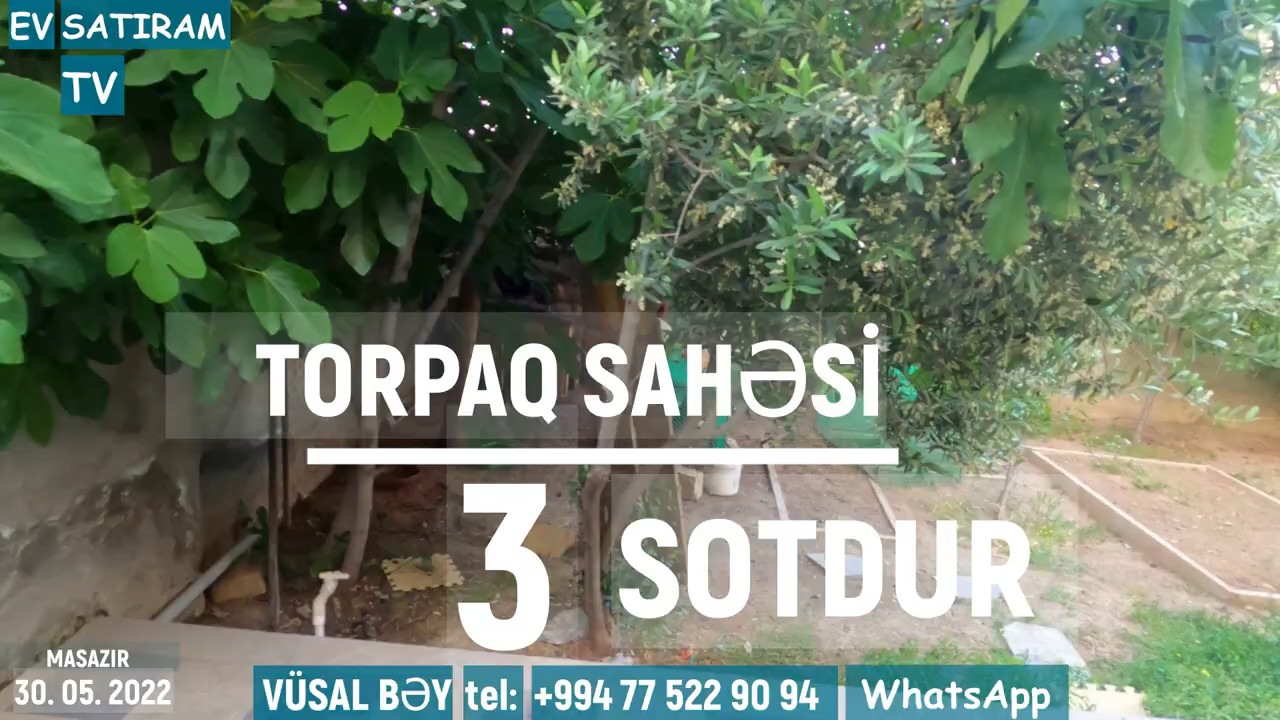 EV SATIRAM
TV
TORPAQ SAHƏSİ
3 SOTDUR
MASAZIR
30. 05. 2022
VÜSAL BƏY tel: +994 77 522 90 94 WhatsApp